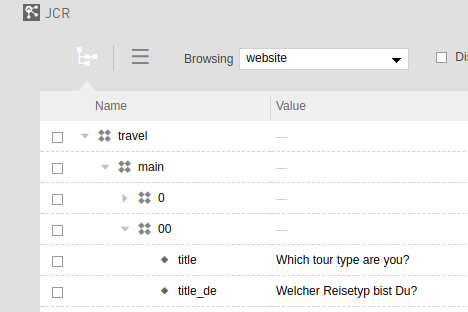 JCR
Browsing website Dis
Name Value
travel —
main —
0 —
00 —
title Which tour type are you?
title_de Welcher Reisetyp bist Du?